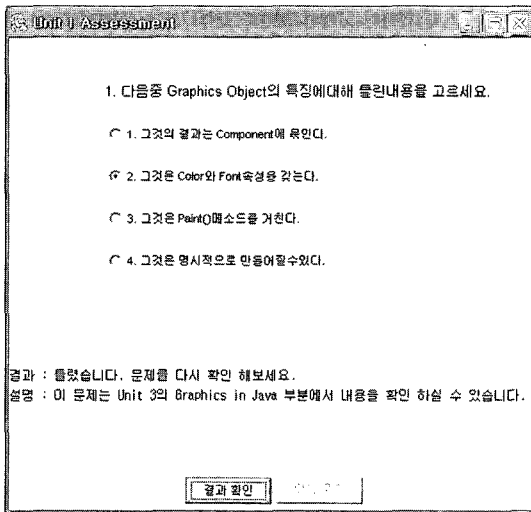 Unit 1 Assessment
1. 다음중 Graphics Object의 특징에대해 틀린내용을 고르세요.
1. 그것의 결과는 Component에 묶인다.
2. 그것은 Color와 Font속성을 갖는다.
3. 그것은 Paint()메소드를 거친다.
4. 그것은 명시적으로 만들어질수있다.
결과 : 틀렸습니다. 문제를 다시 확인 해보세요.
설명 : 이 문제는 Unit 3의 Graphics in Java 부분에서 내용을 확인 하실 수 있습니다.
결과 확인